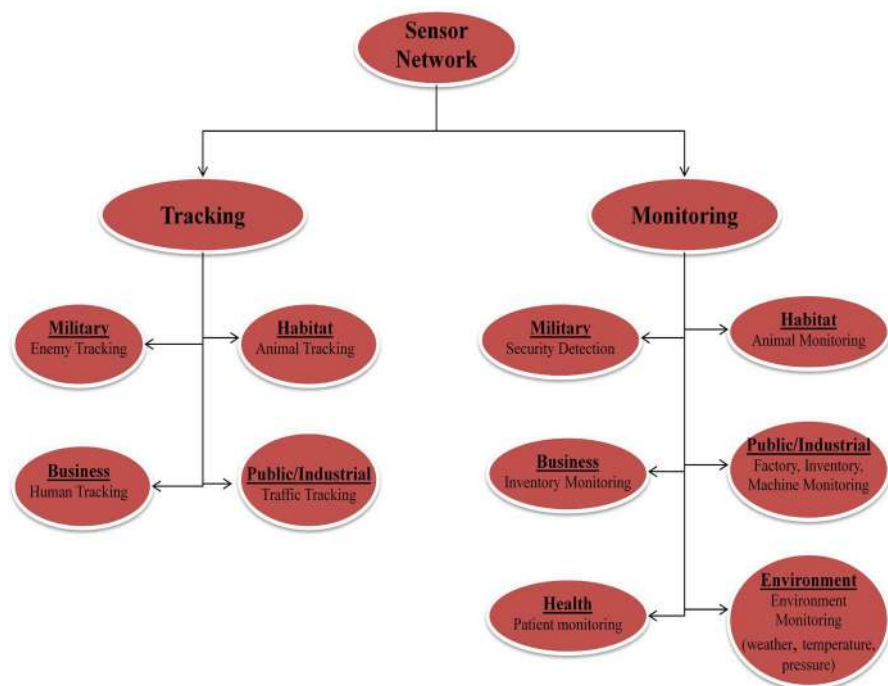 Sensor
Network
Tracking
Monitoring
Military
Enemy Tracking
Habitat
Animal Tracking
Business
Human Tracking
Public/Industrial
Traffic Tracking
Military
Security Detection
Habitat
Animal Monitoring
Business
Inventory Monitoring
Public/Industrial
Factory, Inventory,
Machine Monitoring
Health
Patient monitoring
Environment
Environment
Monitoring
(weather, temperature,
pressure)